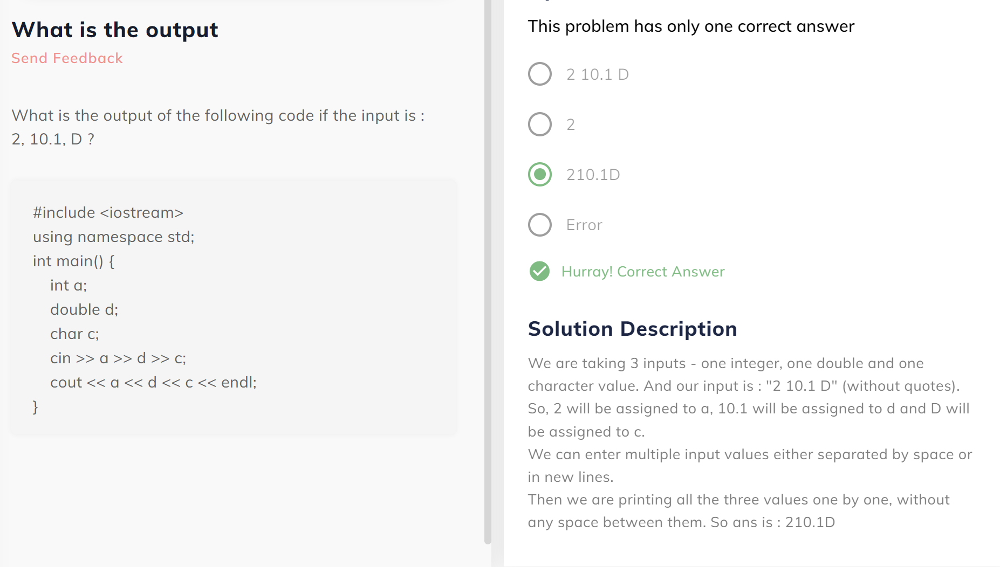 What is the output
Send Feedback
What is the output of the following code if the input is :
2, 10.1, D ?
#include <iostream>
using namespace std;
int main() {
int a;
double d;
char c;
cin >> a >> d >> c;
cout << a << d << c << endl;
}
This problem has only one correct answer
2 10.1 D
2
210.1D
Error
Hurray! Correct Answer
Solution Description
We are taking 3 inputs - one integer, one double and one
character value. And our input is : "2 10.1 D" (without quotes).
So, 2 will be assigned to a, 10.1 will be assigned to d and D will
be assigned to c.
We can enter multiple input values either separated by space or
in new lines.
Then we are printing all the three values one by one, without
any space between them. So ans is : 210.1D